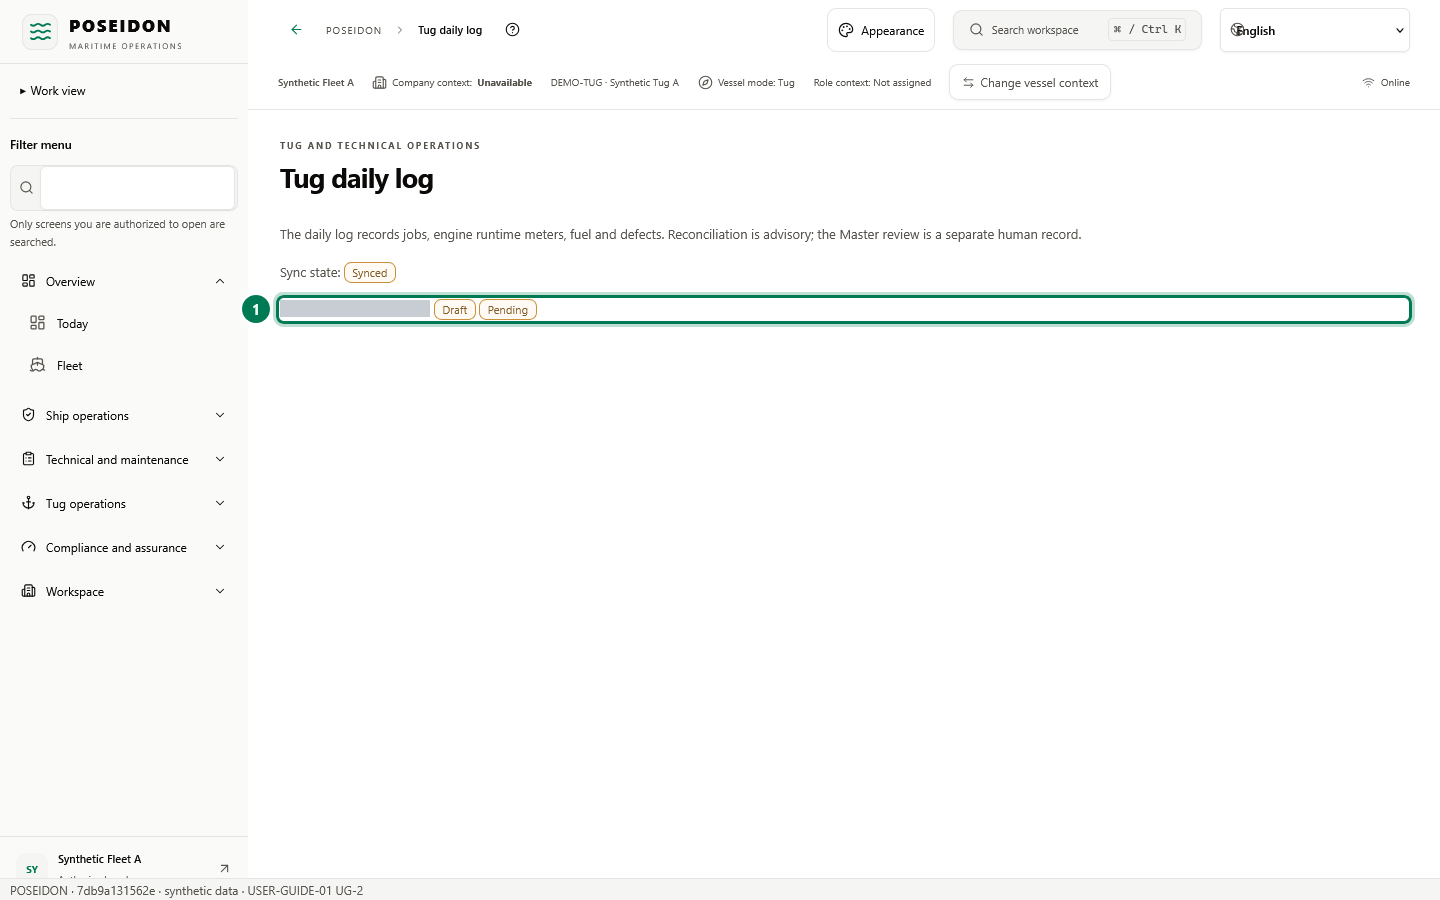 POSEIDON
MARITIME OPERATIONS
Work view
Filter menu
Only screens you are authorized to open are
searched.
Overview
Today
Fleet
Ship operations
Technical and maintenance
Tug operations
Compliance and assurance
Workspace
SY
Synthetic Fleet A
POSEIDON
Tug daily log
Appearance
Search workspace
⌘ / Ctrl K
English
Synthetic Fleet A
Company context: Unavailable
DEMO-TUG · Synthetic Tug A
Vessel mode: Tug
Role context: Not assigned
Change vessel context
Online
TUG AND TECHNICAL OPERATIONS
Tug daily log
The daily log records jobs, engine runtime meters, fuel and defects. Reconciliation is advisory; the Master review is a separate human record.
Sync state: Synced
1
Draft
Pending
POSEIDON · 7db9a131562e · synthetic data · USER-GUIDE-01 UG-2